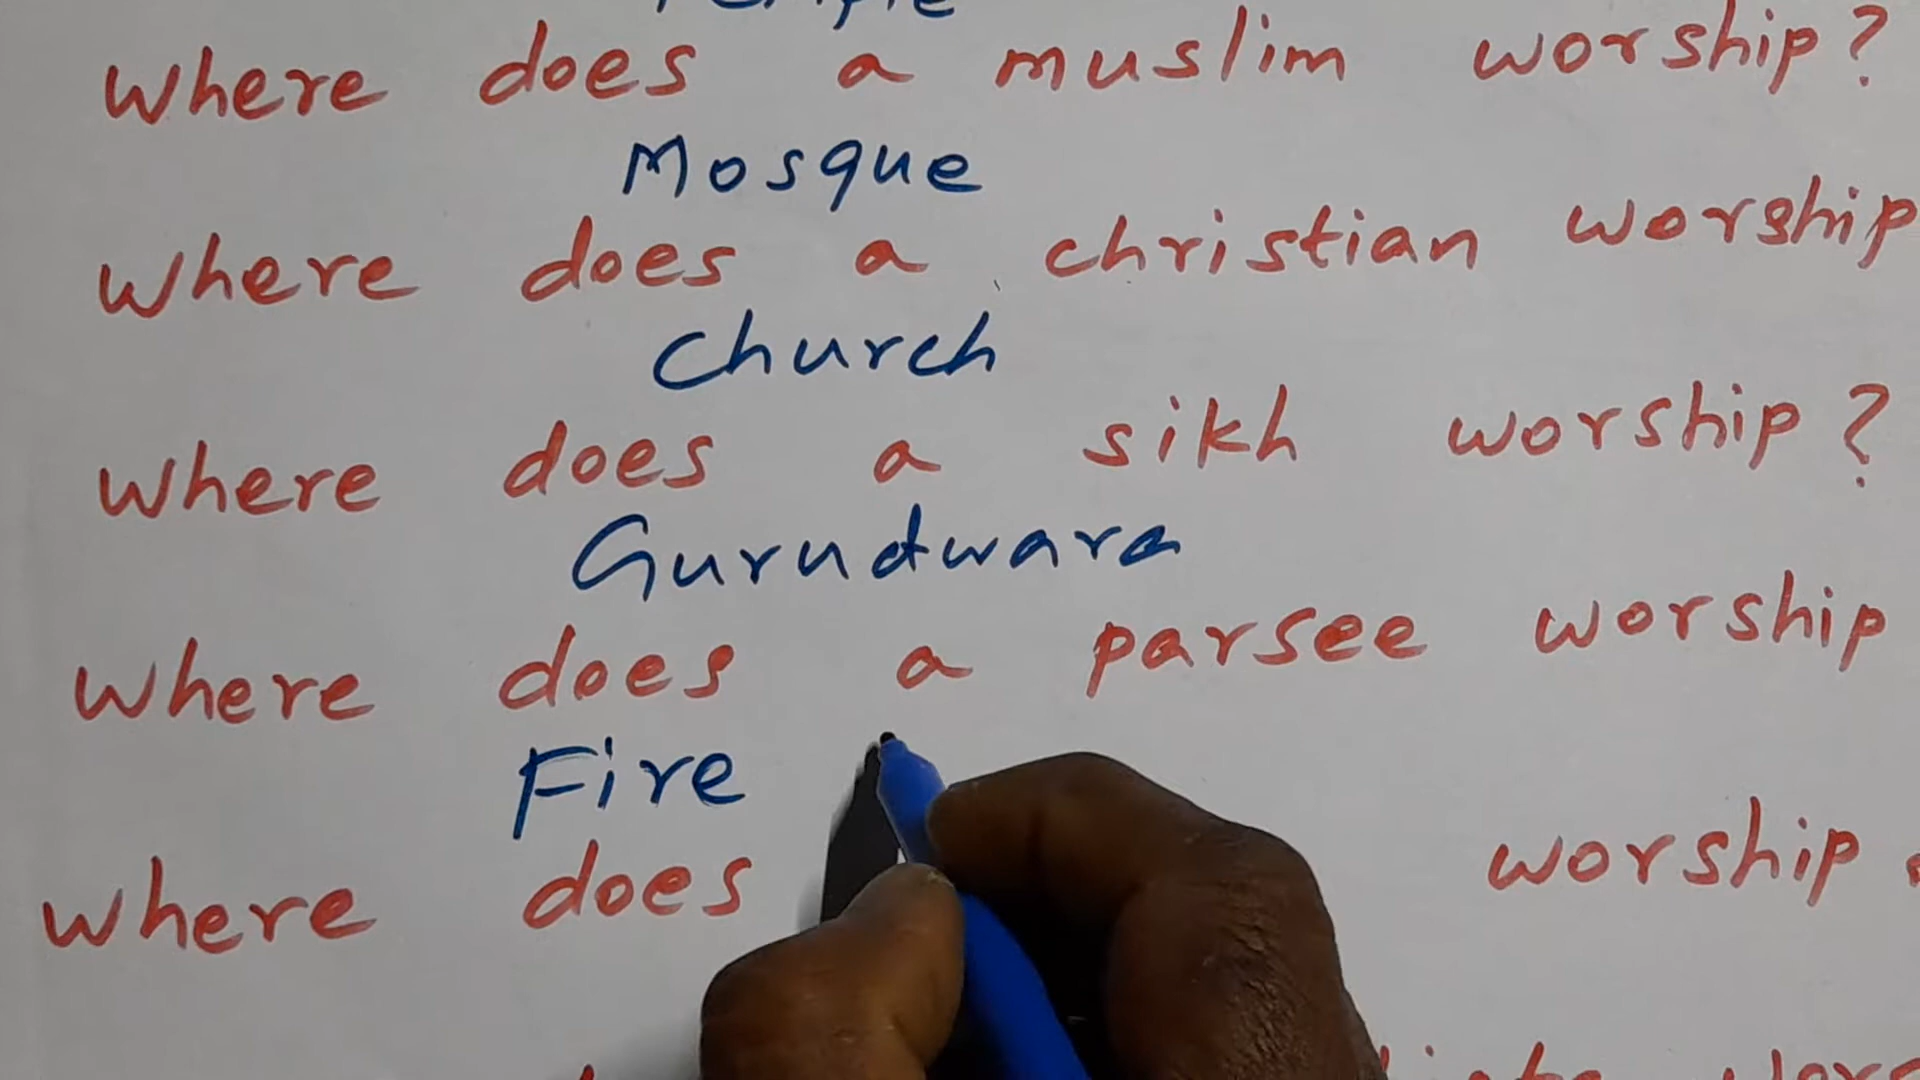 Temple
Where does a muslim worship?
Mosque
Where does a christian worship
Church
Where does a sikh worship?
Gurudwara
Where does a parsee worship
Fire
Where does worship